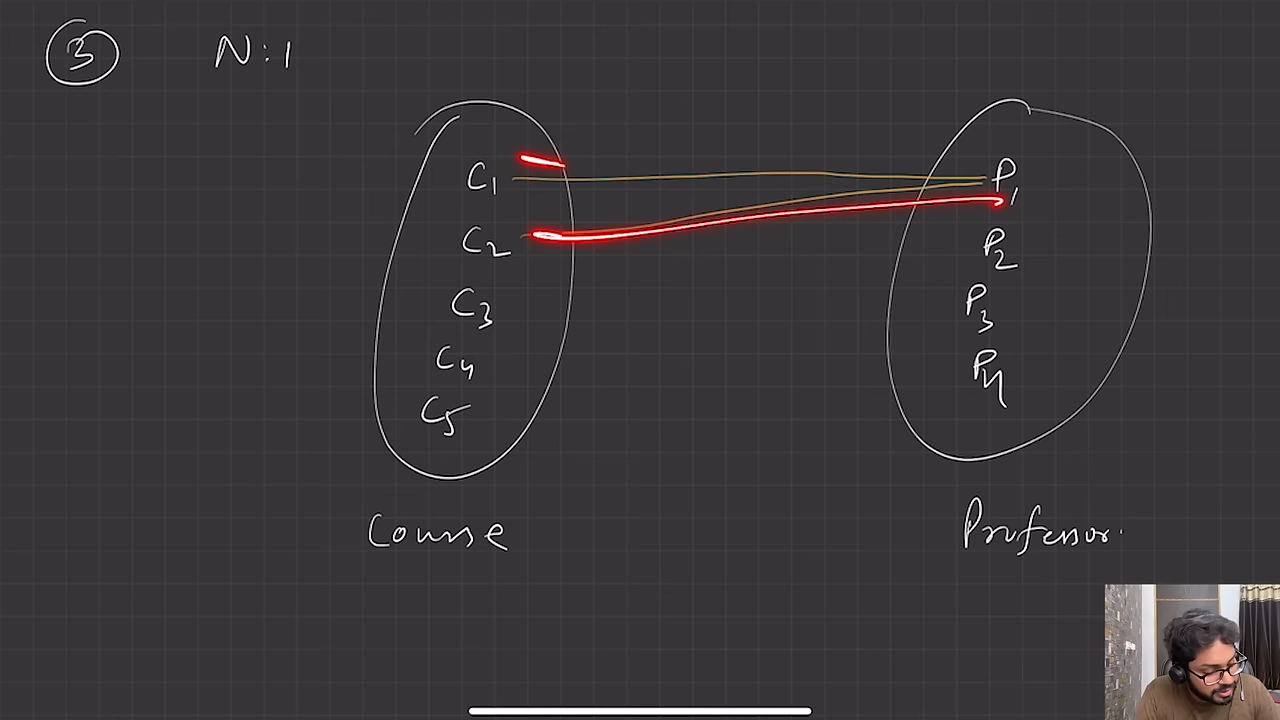 3 N:1
C1 P1
C2 P2
C3 P3
C4 P4
C5
Course Professor.